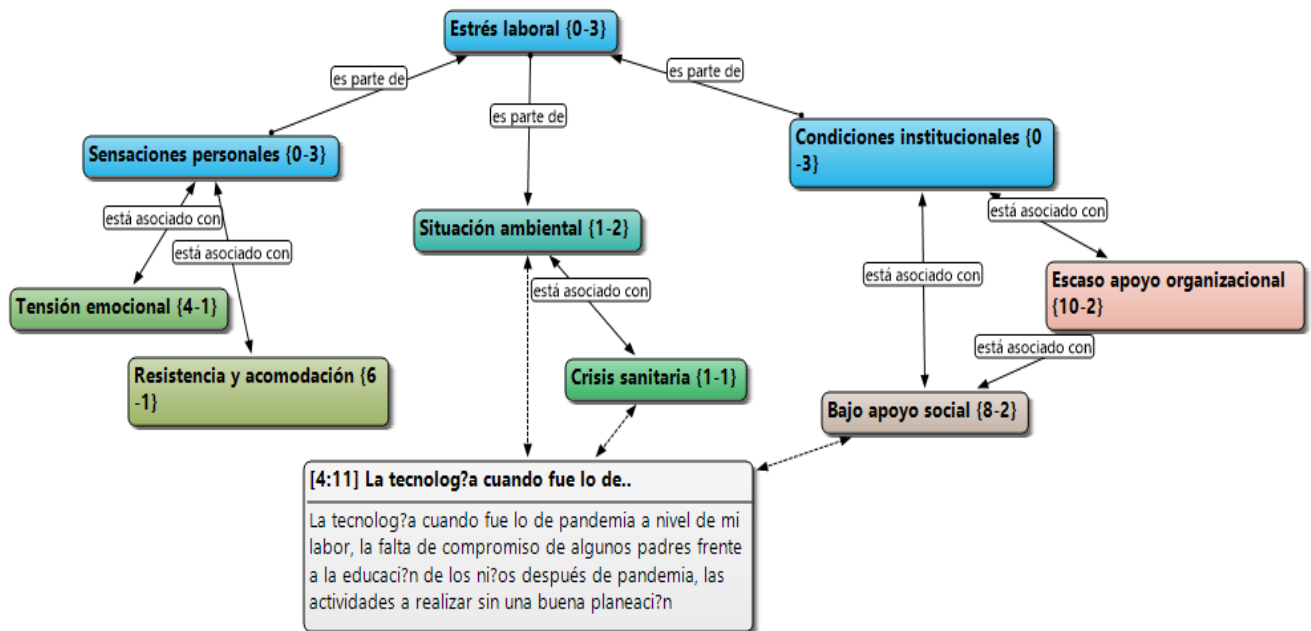 Estrés laboral {0-3}
es parte de
es parte de
es parte de
Sensaciones personales {0-3}
Condiciones institucionales {0
-3}
está asociado con
está asociado con
Situación ambiental {1-2}
está asociado con
está asociado con
está asociado con
Tensión emocional {4-1}
Escaso apoyo organizacional
{10-2}
está asociado con
Resistencia y acomodación {6
-1}
Crisis sanitaria {1-1}
Bajo apoyo social {8-2}
[4:11] La tecnolog?a cuando fue lo de..
La tecnolog?a cuando fue lo de pandemia a nivel de mi
labor, la falta de compromiso de algunos padres frente
a la educaci?n de los ni?os después de pandemia, las
actividades a realizar sin una buena planeaci?n